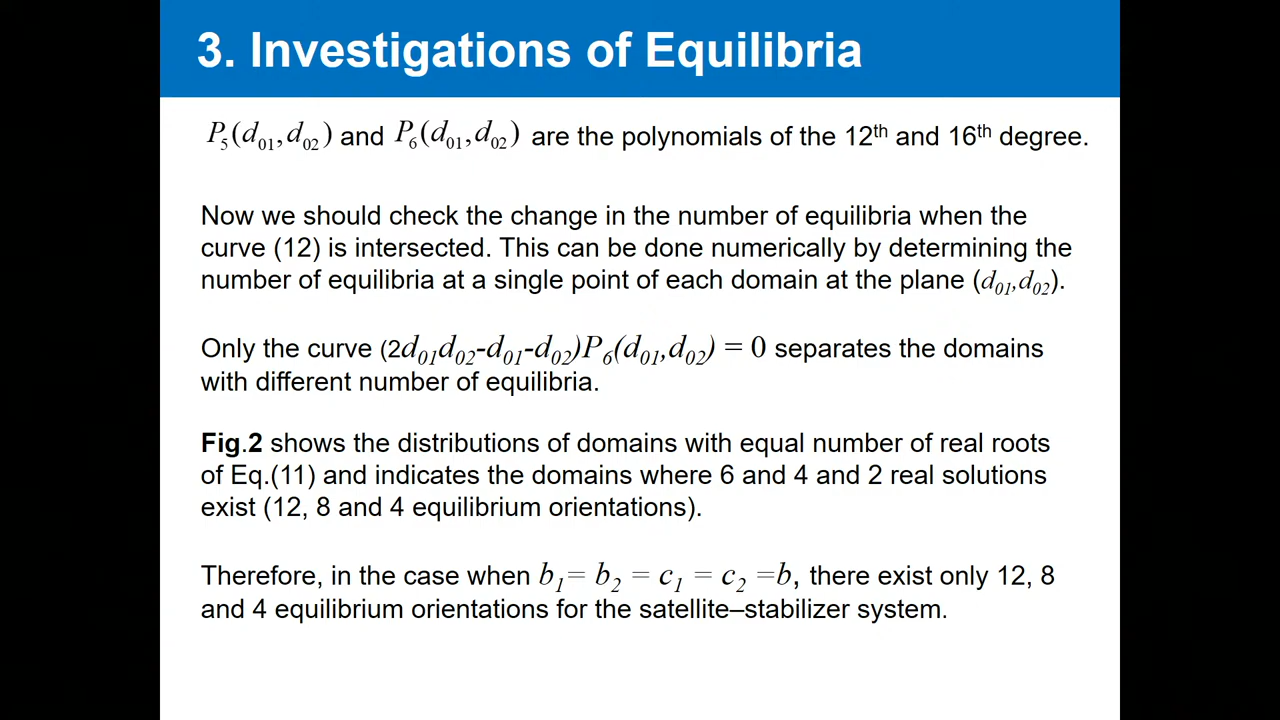 3. Investigations of Equilibria
P₅(d₀₁,d₀₂) and P₆(d₀₁,d₀₂) are the polynomials of the 12ᵗʰ and 16ᵗʰ degree.
Now we should check the change in the number of equilibria when the
curve (12) is intersected. This can be done numerically by determining the
number of equilibria at a single point of each domain at the plane (d₀₁,d₀₂).
Only the curve (2d₀₁d₀₂-d₀₁-d₀₂)P₆(d₀₁,d₀₂) = 0 separates the domains
with different number of equilibria.
Fig.2 shows the distributions of domains with equal number of real roots
of Eq.(11) and indicates the domains where 6 and 4 and 2 real solutions
exist (12, 8 and 4 equilibrium orientations).
Therefore, in the case when b₁= b₂ = c₁ = c₂ =b, there exist only 12, 8
and 4 equilibrium orientations for the satellite–stabilizer system.